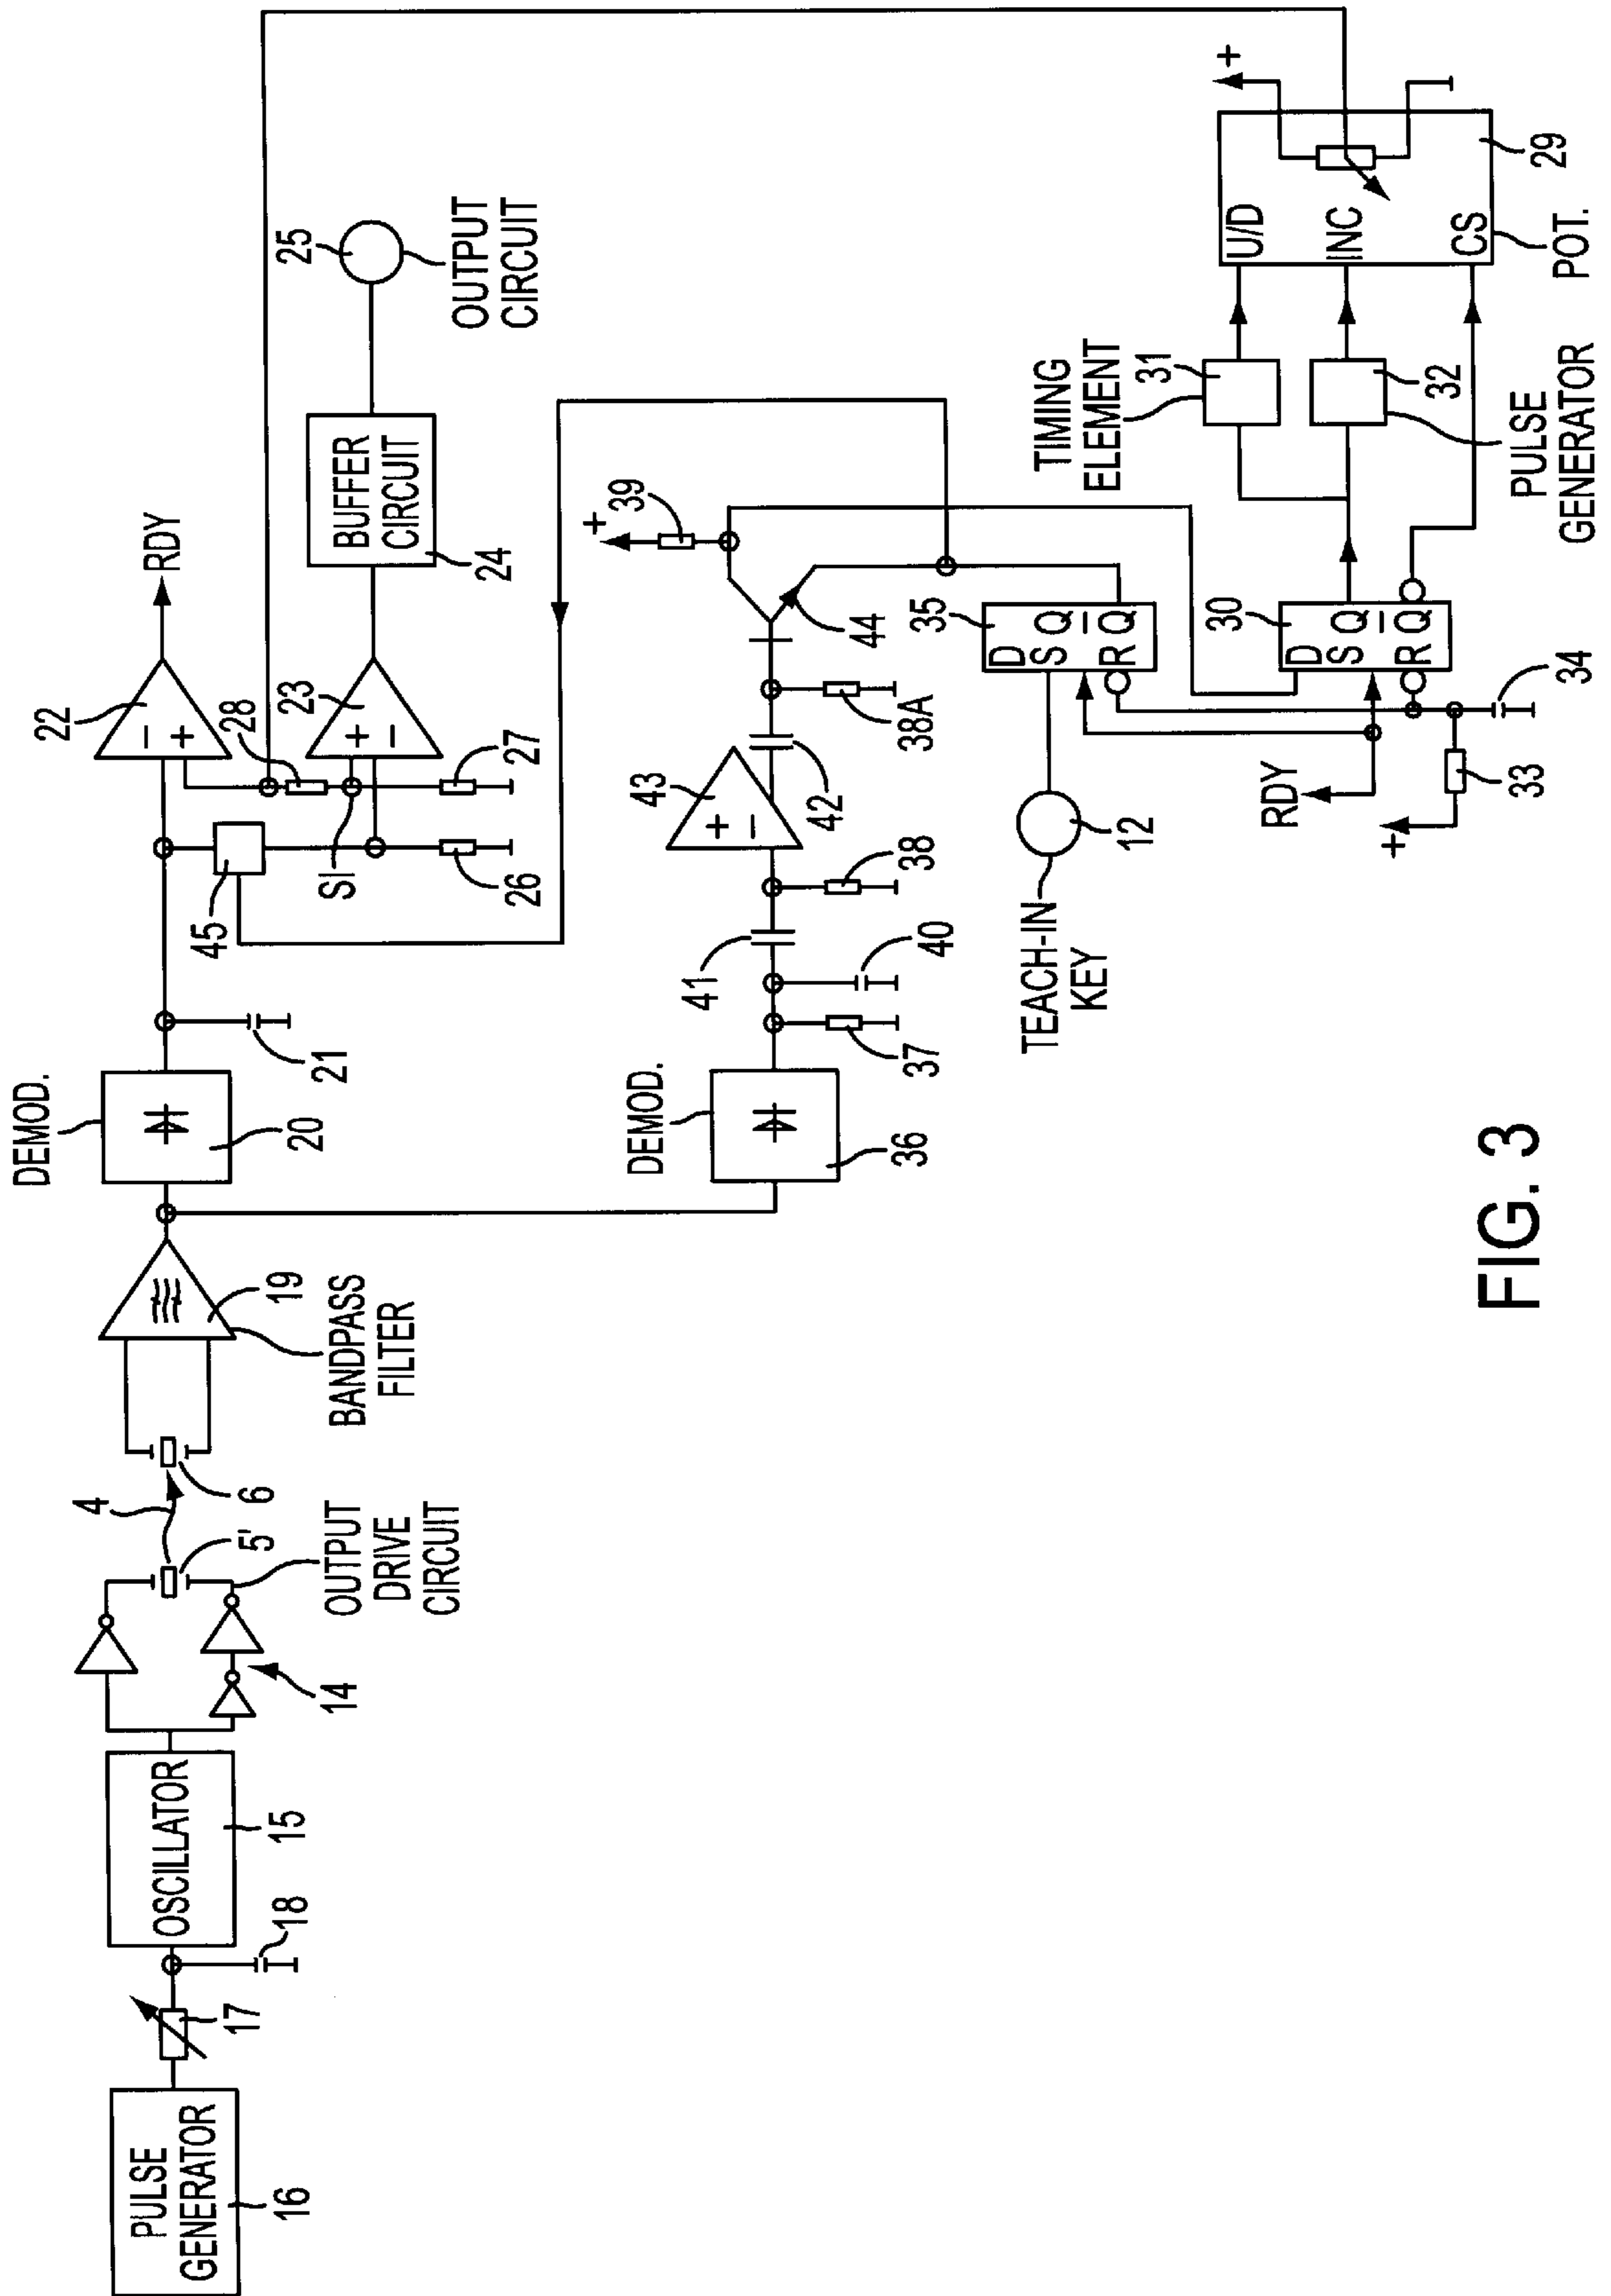 PULSE
GENERATOR
16
17
18
OSCILLATOR
15
14
OUTPUT
DRIVE
CIRCUIT
5'
4
6
BANDPASS
FILTER
19
DEMOD.
20
21
45
SI
26
27
28
22
−
+
RDY
23
+
−
BUFFER
CIRCUIT
24
25
OUTPUT
CIRCUIT
DEMOD.
36
37
40
41
38
43
+
−
42
38A
44
39
+
TEACH-IN
KEY
12
35
D
S Q
R Q
RDY
+
33
34
30
D
S Q
R Q
TIMING
ELEMENT
31
32
PULSE
GENERATOR
U/D
INC
CS
+
29
POT.
FIG. 3